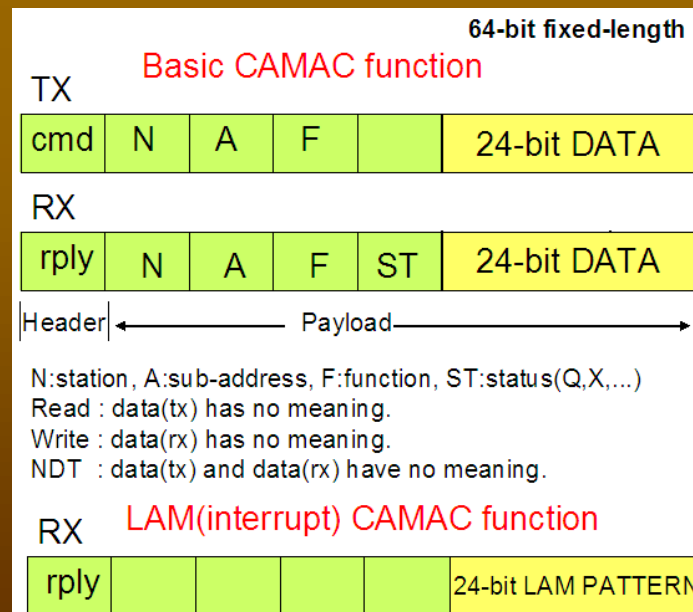 64-bit fixed-length
Basic CAMAC function
TX
cmd N A F 24-bit DATA
RX
rply N A F ST 24-bit DATA
Header Payload
N:station, A:sub-address, F:function, ST:status(Q,X,...)
Read : data(tx) has no meaning.
Write : data(rx) has no meaning.
NDT : data(tx) and data(rx) have no meaning.
LAM(interrupt) CAMAC function
RX
rply 24-bit LAM PATTERN